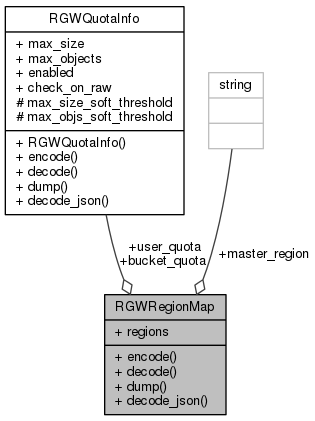 RGWQuotaInfo
+ max_size
+ max_objects
+ enabled
+ check_on_raw
# max_size_soft_threshold
# max_objs_soft_threshold
+ RGWQuotaInfo()
+ encode()
+ decode()
+ dump()
+ decode_json()
string
+user_quota
+bucket_quota
+master_region
RGWRegionMap
+ regions
+ encode()
+ decode()
+ dump()
+ decode_json()